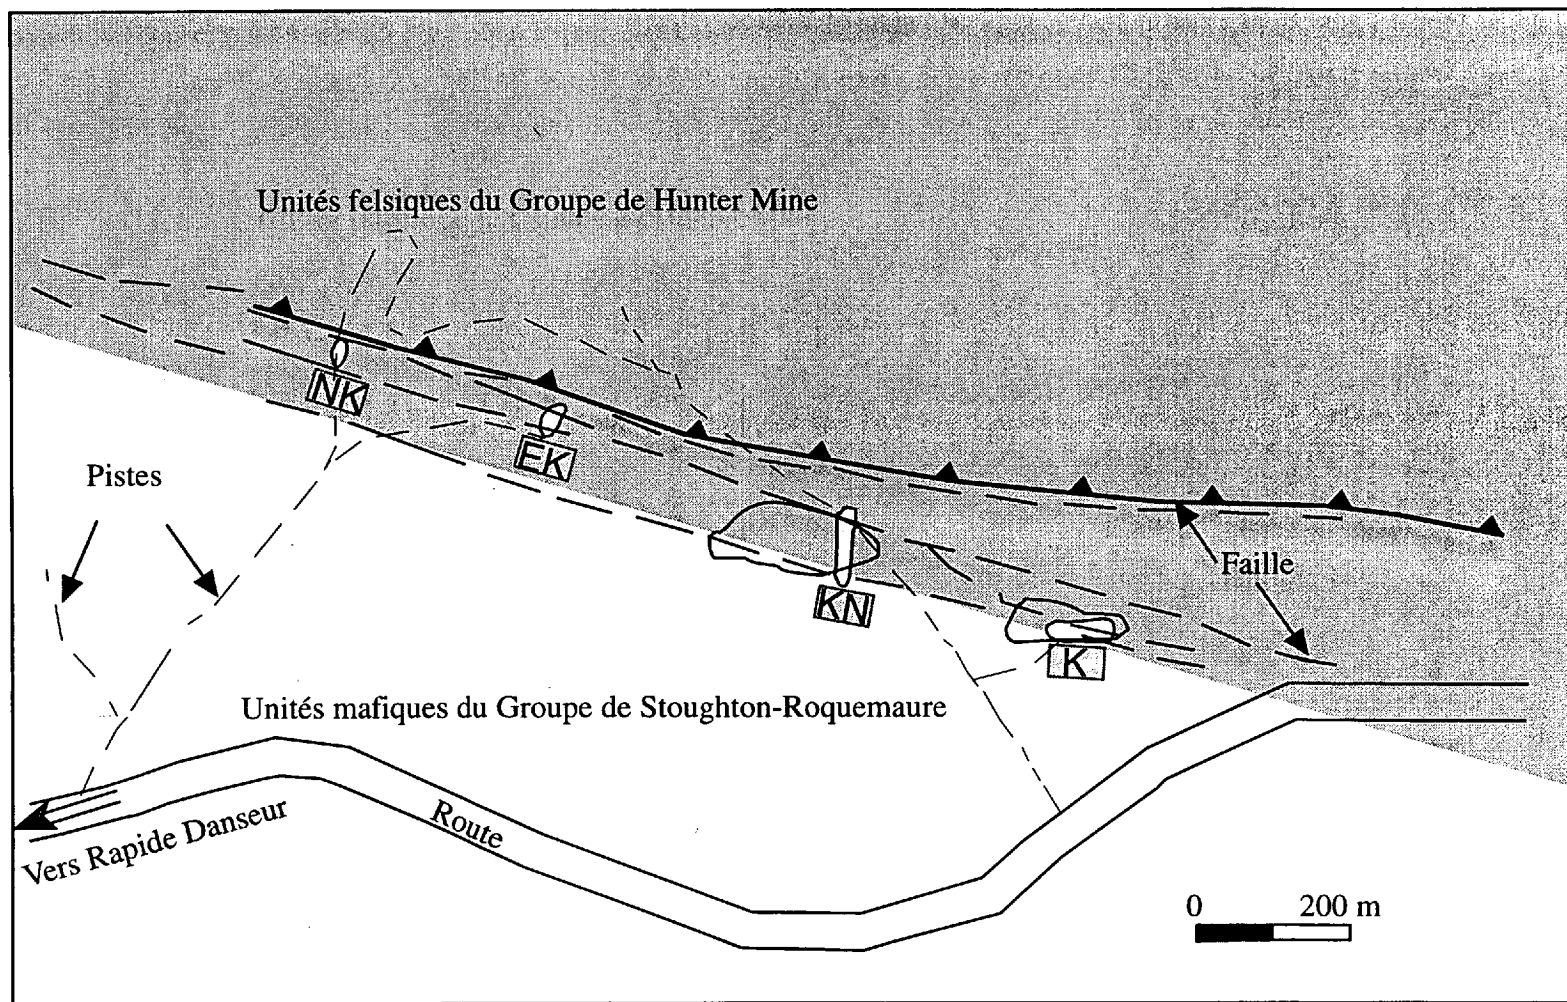 Unités felsiques du Groupe de Hunter Mine
NK
EK
Pistes
Faille
KN
K
Unités mafiques du Groupe de Stoughton-Roquemaure
Route
Vers Rapide Danseur
0 200 m